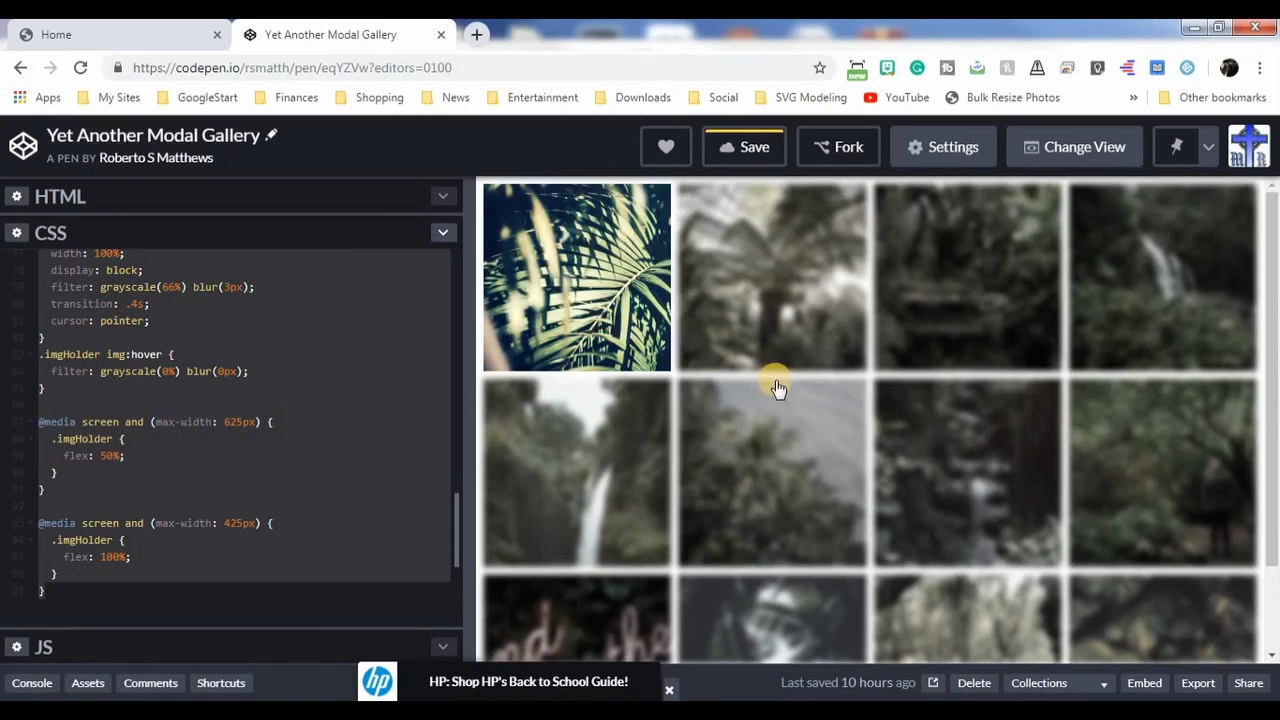 Home
Yet Another Modal Gallery
https://codepen.io/rsmatth/pen/eqYZVw?editors=0100
new
Apps My Sites GoogleStart Finances Shopping News Entertainment Downloads Social SVG Modeling YouTube Bulk Resize Photos » Other bookmarks
Yet Another Modal Gallery
A PEN BY Roberto S Matthews
Save Fork Settings Change View
HTML
CSS
width: 100%;
display: block;
filter: grayscale(66%) blur(3px);
transition: .4s;
cursor: pointer;
}
.imgHolder img:hover {
filter: grayscale(0%) blur(0px);
}
@media screen and (max-width: 625px) {
.imgHolder {
flex: 50%;
}
}
@media screen and (max-width: 425px) {
.imgHolder {
flex: 100%;
}
}
JS
nd the
Console Assets Comments Shortcuts
hp HP: Shop HP's Back to School Guide!
Last saved 10 hours ago Delete Collections Embed Export Share